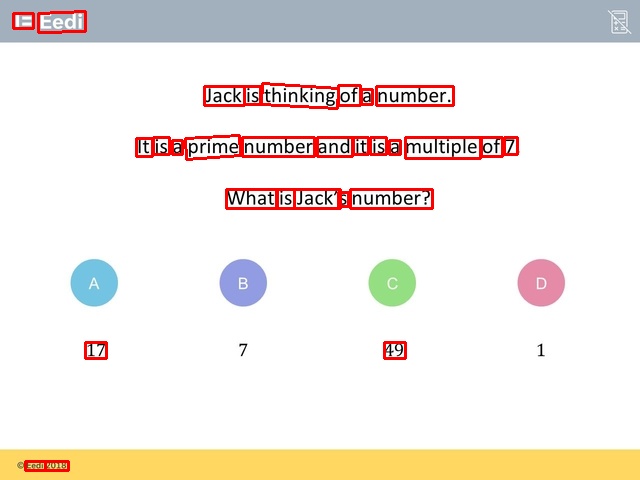 Eedi
Jack is thinking of a number.
It is a prime number and it is a multiple of 7
What is Jack's number?
A B C D
17 7 49 1
© Eedi 2018